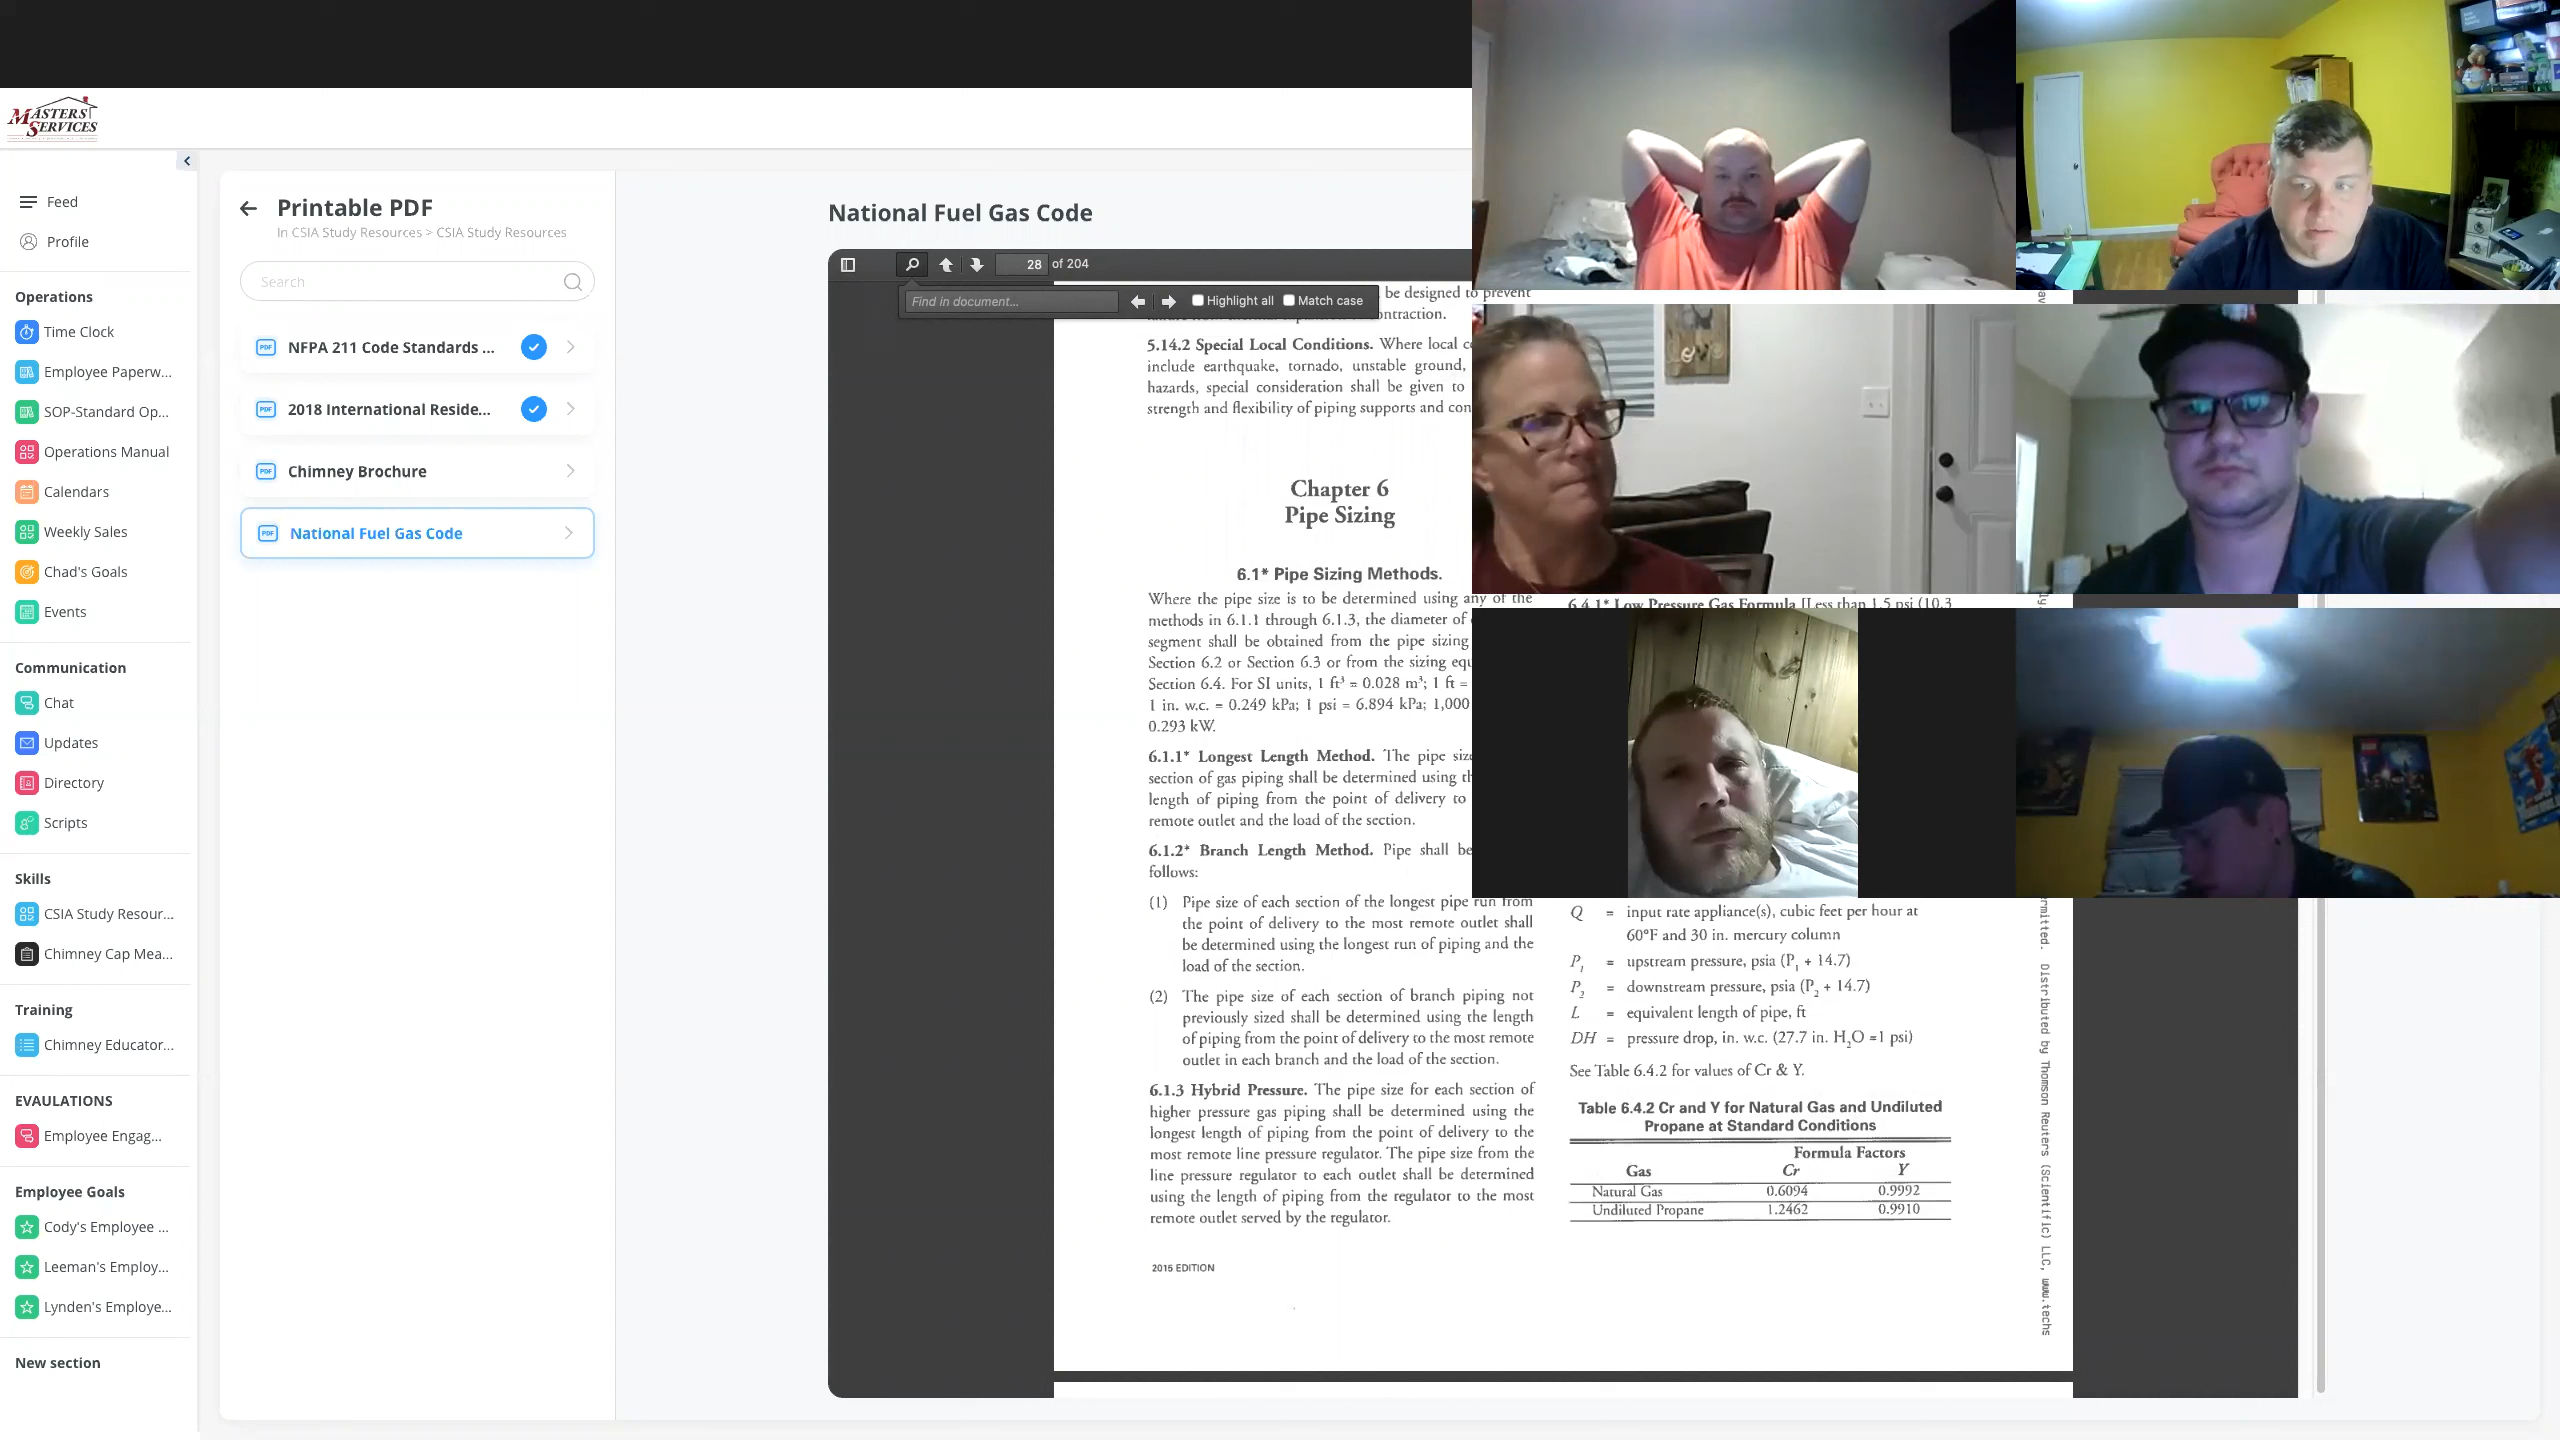 MASTERS
SERVICES
Feed
Profile
Operations
Time Clock
Employee Paperw...
SOP-Standard Op...
Operations Manual
Calendars
Weekly Sales
Chad's Goals
Events
Communication
Chat
Updates
Directory
Scripts
Skills
CSIA Study Resour...
Chimney Cap Mea...
Training
Chimney Educator...
EVAULATIONS
Employee Engag...
Employee Goals
Cody's Employee ...
Leeman's Employ...
Lynden's Employe...
New section
Printable PDF
In CSIA Study Resources > CSIA Study Resources
Search
NFPA 211 Code Standards ...
2018 International Reside...
Chimney Brochure
National Fuel Gas Code
National Fuel Gas Code
28 of 204
Find in document...
Highlight all
Match case
be designed to prevent
ontraction.
5.14.2 Special Local Conditions. Where local c
include earthquake, tornado, unstable ground,
hazards, special consideration shall be given to
strength and flexibility of piping supports and con
Chapter 6
Pipe Sizing
6.1* Pipe Sizing Methods.
Where the pipe size is to be determined using any of the
methods in 6.1.1 through 6.1.3, the diameter of
segment shall be obtained from the pipe sizing
Section 6.2 or Section 6.3 or from the sizing equ
Section 6.4. For SI units, 1 ft³ = 0.028 m³; 1 ft =
1 in. w.c. = 0.249 kPa; 1 psi = 6.894 kPa; 1,000
0.293 kW.
6.1.1* Longest Length Method. The pipe size
section of gas piping shall be determined using th
length of piping from the point of delivery to
remote outlet and the load of the section.
6.1.2* Branch Length Method. Pipe shall be
follows:
(1) Pipe size of each section of the longest pipe run from
the point of delivery to the most remote outlet shall
be determined using the longest run of piping and the
load of the section.
(2) The pipe size of each section of branch piping not
previously sized shall be determined using the length
of piping from the point of delivery to the most remote
outlet in each branch and the load of the section.
6.1.3 Hybrid Pressure. The pipe size for each section of
higher pressure gas piping shall be determined using the
longest length of piping from the point of delivery to the
most remote line pressure regulator. The pipe size from the
line pressure regulator to each outlet shall be determined
using the length of piping from the regulator to the most
remote outlet served by the regulator.
2015 EDITION
6.4.1* Low Pressure Gas Formula [Less than 1.5 psi (10.3
Q = input rate appliance(s), cubic feet per hour at
60°F and 30 in. mercury column
P₁ = upstream pressure, psia (P₁ + 14.7)
P₂ = downstream pressure, psia (P₂ + 14.7)
L = equivalent length of pipe, ft
DH = pressure drop, in. w.c. (27.7 in. H₂O =1 psi)
See Table 6.4.2 for values of Cr & Y.
Table 6.4.2 Cr and Y for Natural Gas and Undiluted
Propane at Standard Conditions
Formula Factors
Gas Cr Y
Natural Gas 0.6094 0.9992
Undiluted Propane 1.2462 0.9910
rmitted. Distributed by Thomson Reuters (Scientific) LLC, www.techs